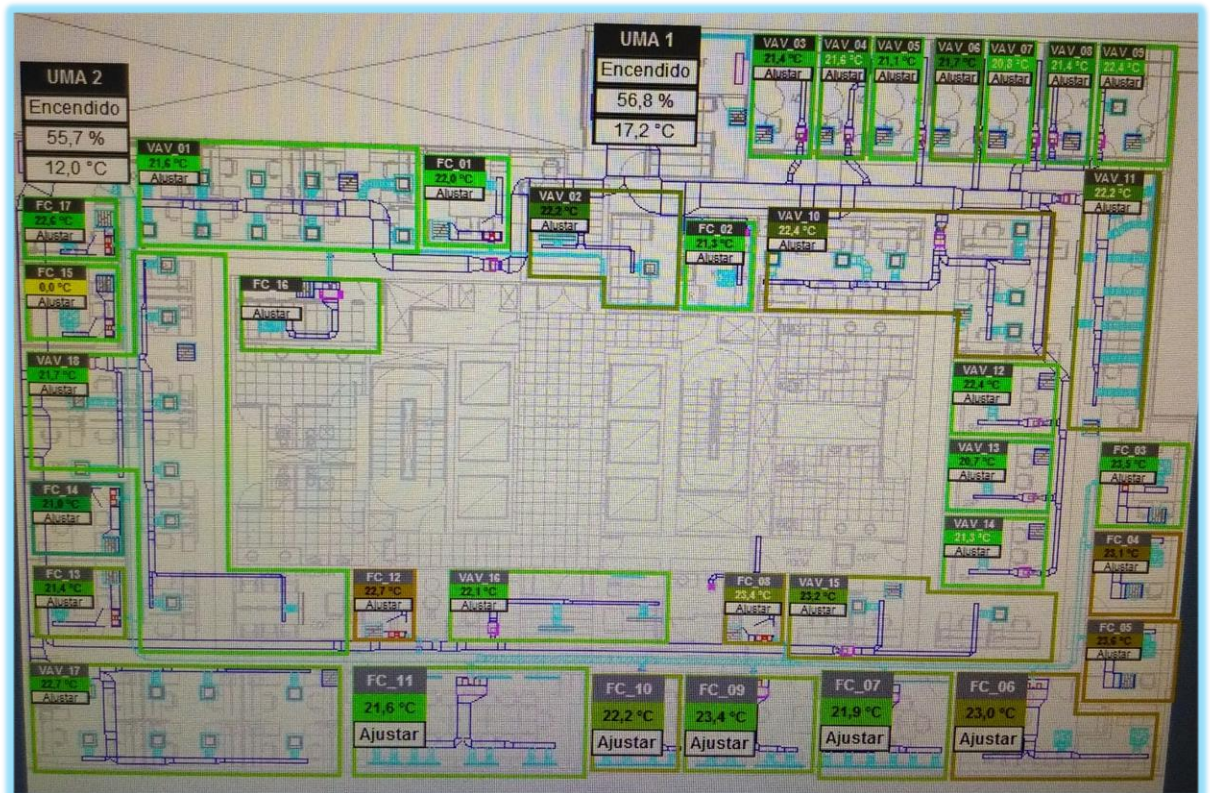 UMA 2
Encendido
55,7 %
12,0 °C
UMA 1
Encendido
56,8 %
17,2 °C
VAV_03
21,4 °C
Ajustar
VAV_04
21,6 °C
Ajustar
VAV_05
21,1 °C
Ajustar
VAV_06
21,7 °C
Ajustar
VAV_07
20,8 °C
Ajustar
VAV_08
21,4 °C
Ajustar
VAV_09
22,4 °C
Ajustar
VAV_01
21,6 °C
Ajustar
FC_01
22,0 °C
Ajustar
VAV_02
22,2 °C
Ajustar
FC_02
21,3 °C
Ajustar
VAV_10
22,4 °C
Ajustar
VAV_11
22,2 °C
Ajustar
FC_17
22,6 °C
Ajustar
FC_15
0,0 °C
Ajustar
FC_16
Ajustar
VAV_18
21,7 °C
Ajustar
VAV_12
22,4 °C
Ajustar
VAV_13
20,7 °C
Ajustar
FC_03
Ajustar
FC_14
Ajustar
VAV_14
21,3 °C
Ajustar
FC_04
23,1 °C
Ajustar
FC_13
21,4 °C
Ajustar
FC_12
22,7 °C
Ajustar
VAV_16
22,1 °C
Ajustar
FC_08
23,4 °C
Ajustar
VAV_15
23,2 °C
Ajustar
FC_05
23,6 °C
Ajustar
VAV_17
22,7 °C
Ajustar
FC_11
21,6 °C
Ajustar
FC_10
22,2 °C
Ajustar
FC_09
23,4 °C
Ajustar
FC_07
21,9 °C
Ajustar
FC_06
23,0 °C
Ajustar